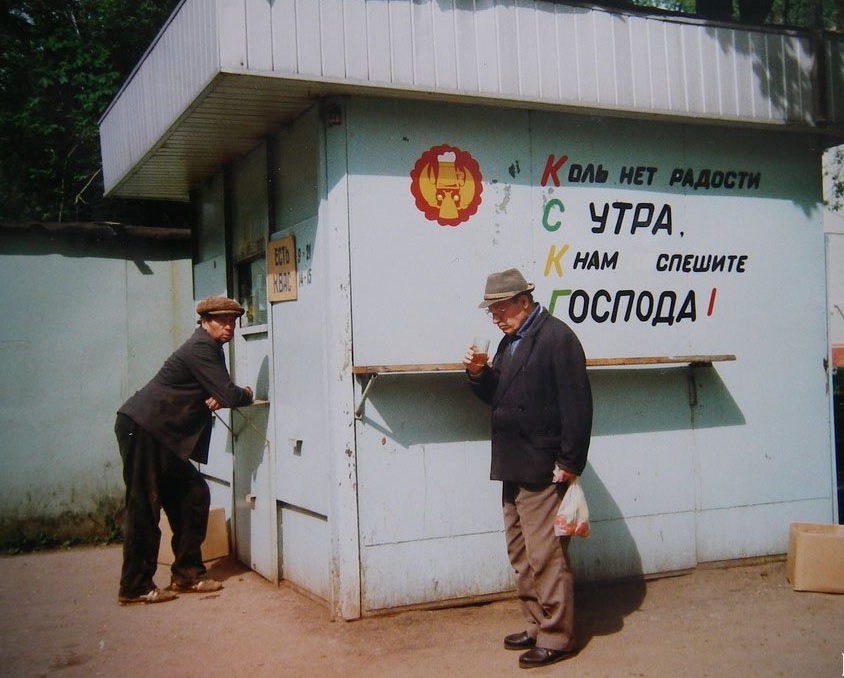 ЕСТЬ
КВАС
КОЛЬ НЕТ РАДОСТИ
С УТРА,
К НАМ СПЕШИТЕ
ГОСПОДА!